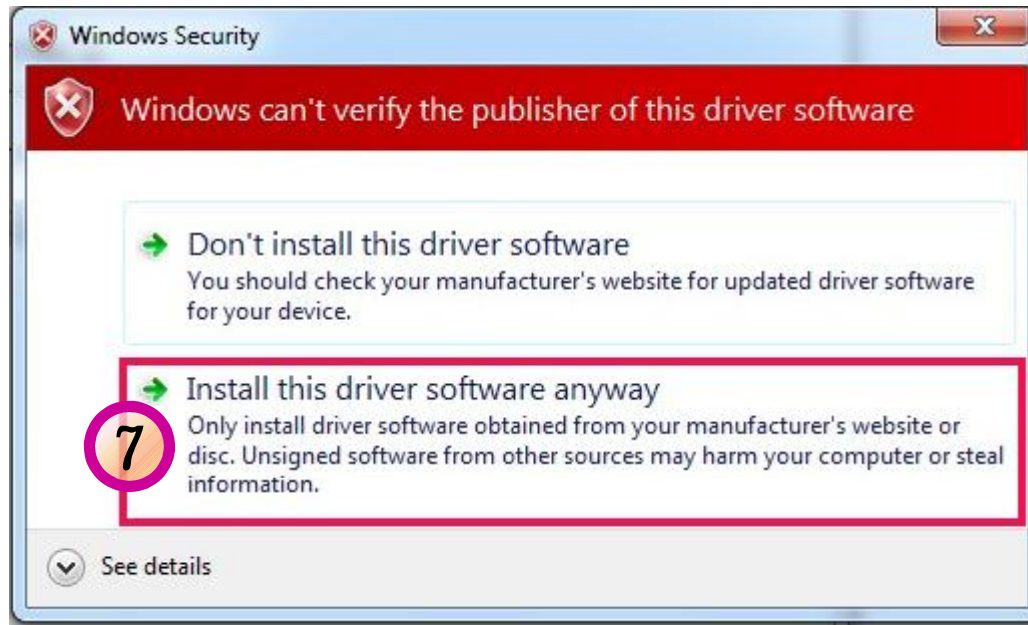 Windows Security
Windows can't verify the publisher of this driver software
Don't install this driver software
You should check your manufacturer's website for updated driver software
for your device.
Install this driver software anyway
7
Only install driver software obtained from your manufacturer's website or
disc. Unsigned software from other sources may harm your computer or steal
information.
See details